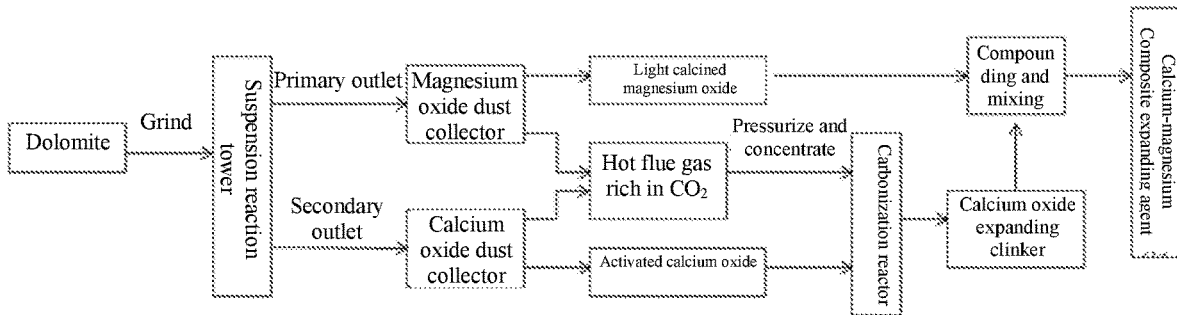 Dolomite
Grind
Suspension reaction
tower
Primary outlet
Secondary
outlet
Magnesium
oxide dust
collector
Calcium
oxide dust
collector
Light calcined
magnesium oxide
Hot flue gas
rich in CO₂
Activated calcium oxide
Pressurize and
concentrate
Carbonization reactor
Compoun
ding and
mixing
Calcium oxide
expanding
clinker
Calcium-magnesium
Composite expanding agent